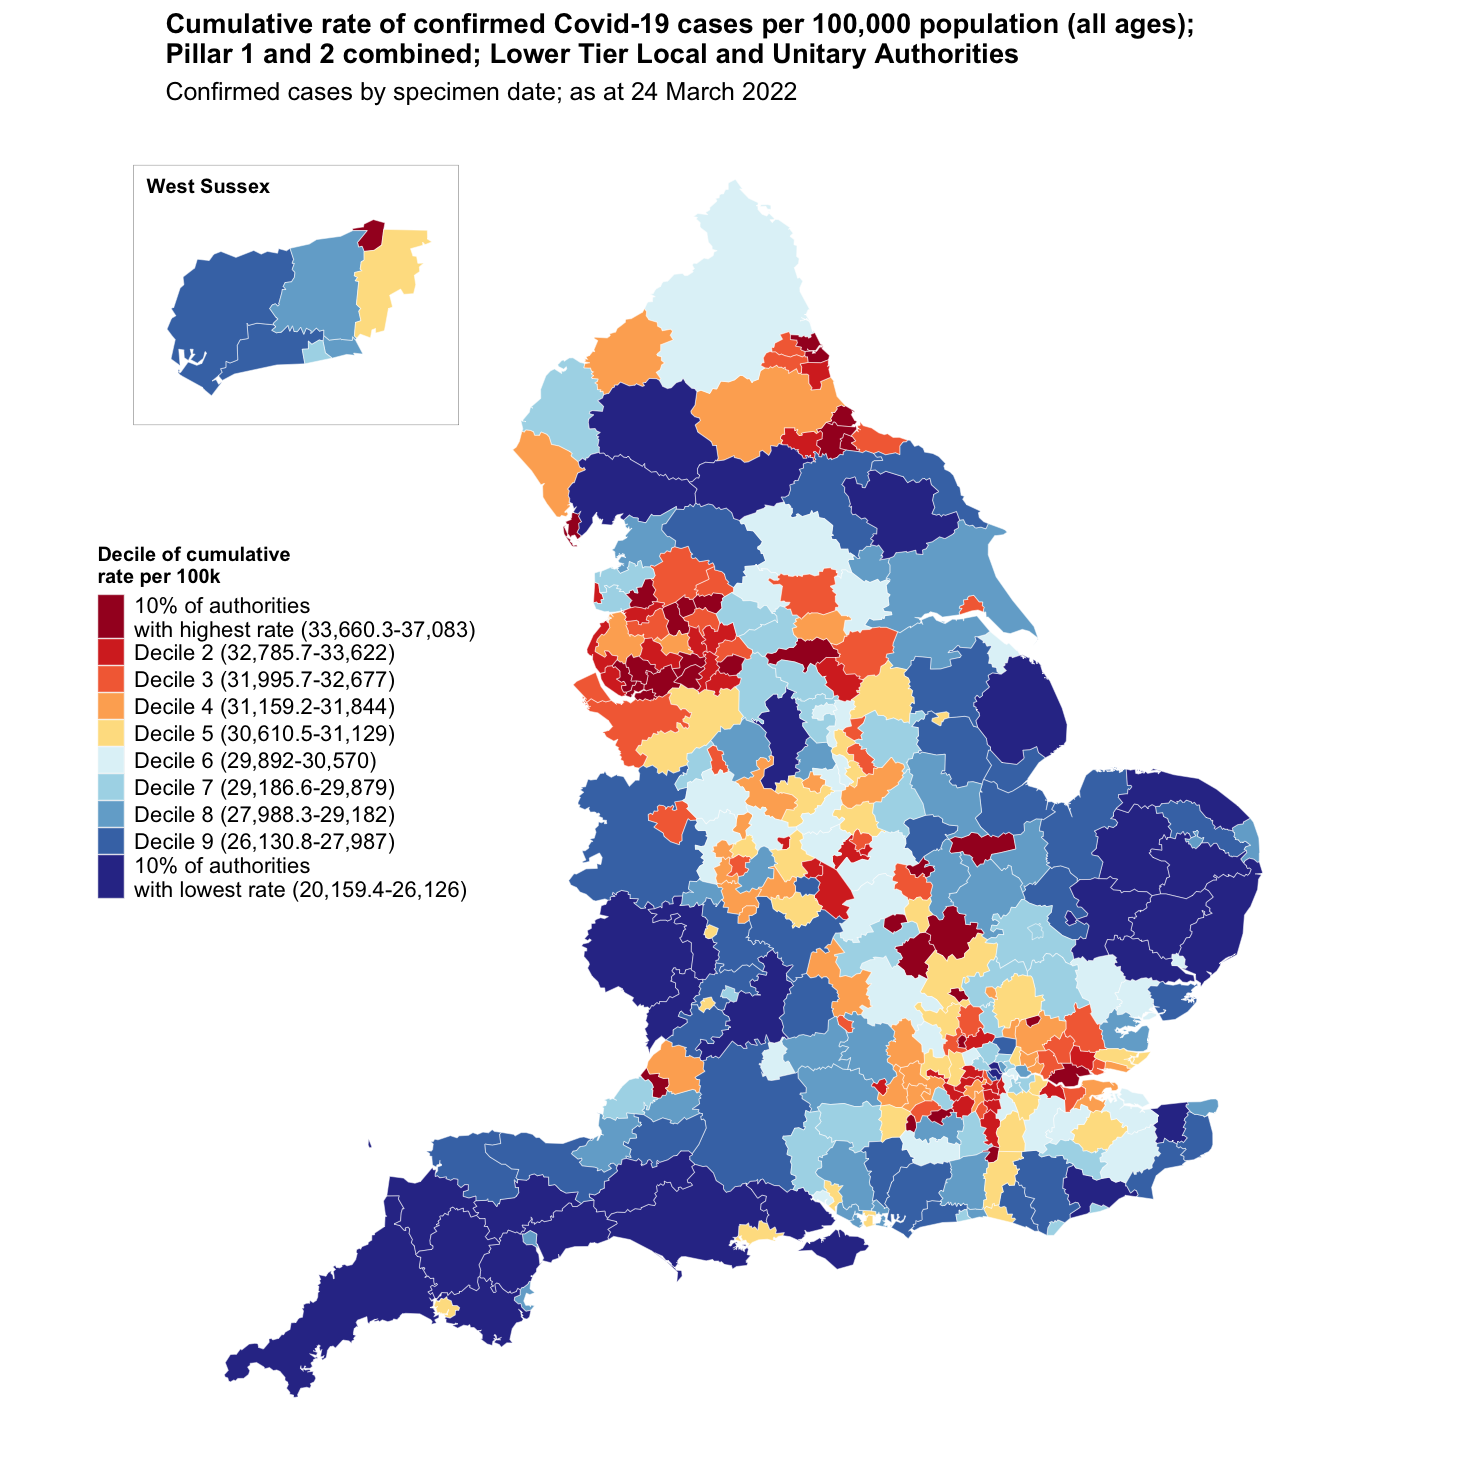 Cumulative rate of confirmed Covid-19 cases per 100,000 population (all ages);
Pillar 1 and 2 combined; Lower Tier Local and Unitary Authorities
Confirmed cases by specimen date; as at 24 March 2022
West Sussex
Decile of cumulative
rate per 100k
10% of authorities
with highest rate (33,660.3-37,083)
Decile 2 (32,785.7-33,622)
Decile 3 (31,995.7-32,677)
Decile 4 (31,159.2-31,844)
Decile 5 (30,610.5-31,129)
Decile 6 (29,892-30,570)
Decile 7 (29,186.6-29,879)
Decile 8 (27,988.3-29,182)
Decile 9 (26,130.8-27,987)
10% of authorities
with lowest rate (20,159.4-26,126)